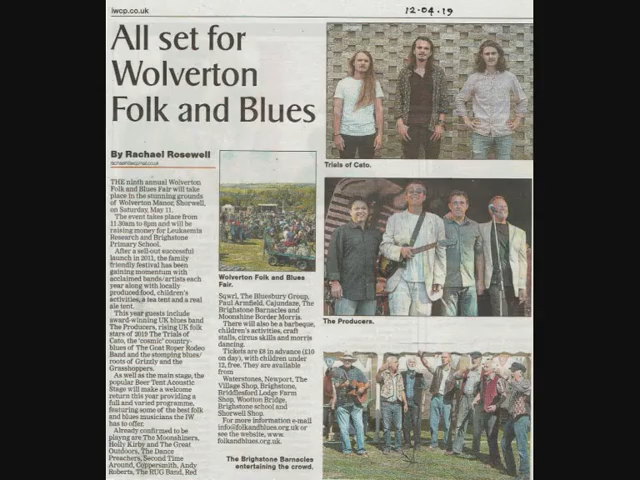 iwcp.co.uk
12-04-19
All set for
Wolverton
Folk and Blues
By Rachael Rosewell
THE ninth annual Wolverton
Folk and Blues Fair will take
place in the stunning grounds
of Wolverton Manor, Shorwell,
on Saturday, May 11.
The event takes place from
11.30am to 8pm and will be
raising money for Leukaemia
Research and Brighstone
Primary School.
After a sell-out successful
launch in 2011, the family
friendly festival has been
gaining momentum with
acclaimed bands/artists each
year along with locally
produced food, children's
activities, a tea tent and a real
ale tent.
This year guests include
award-winning UK blues band
The Producers, rising UK folk
stars of 2019 The Trials of
Cato, the 'cosmic' country-
blues of The Goat Roper Rodeo
Band and the stomping blues/
roots of Grizzly and the
Grasshoppers.
As well as the main stage, the
popular Beer Tent Acoustic
Stage will make a welcome
return this year providing a
full and varied programme,
featuring some of the best folk
and blues musicians the IW
has to offer.
Already confirmed to be
playng are The Moonshiners,
Holly Kirby and The Great
Outdoors, The Dance
Preachers, Second Time
Around, Coppersmith, Andy
Roberts, The RUG Band, Red
Wolverton Folk and Blues
Fair.
Sqwrl, The Bluesbury Group,
Paul Armfield, Cajundaze, The
Brighstone Barnacles and
Moonshine Border Morris.
There will also be a barbeque,
children's activities, craft
stalls, circus skills and morris
dancing.
Tickets are £8 in advance (£10
on day), with children under
12, free. They are available
from
Waterstones, Newport, The
Village Shop, Brighstone,
Briddlesford Lodge Farm
Shop, Wootton Bridge,
Brighstone school and
Shorwell Shop.
For more information e-mail
info@folkandblues.org.uk or
see the website, www.
folkandblues.org.uk.
The Brighstone Barnacles
entertaining the crowd.
Trials of Cato.
The Producers.